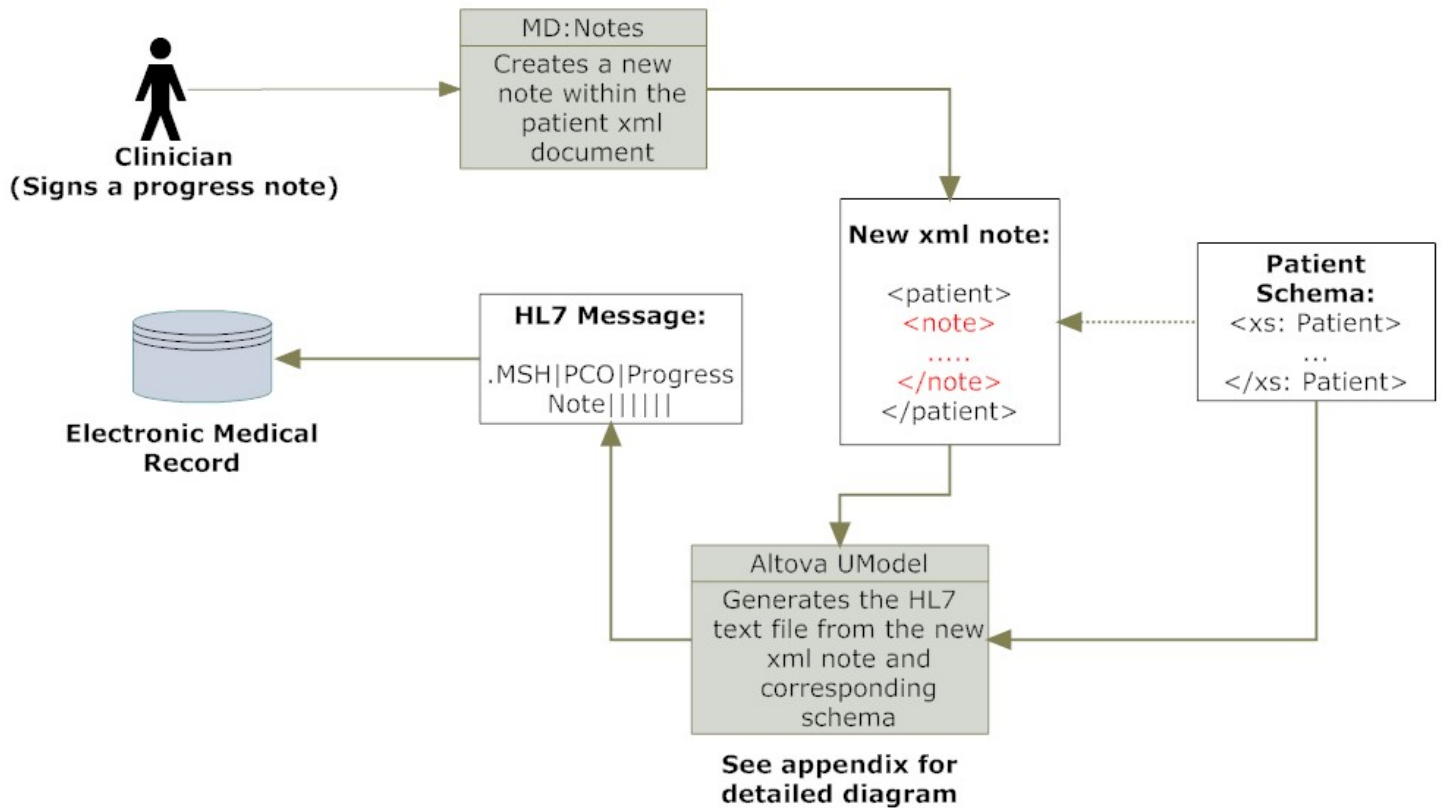 MD:Notes
Creates a new
note within the
patient xml
document
Clinician
(Signs a progress note)
New xml note:
<patient>
<note>
.....
</note>
</patient>
Patient
Schema:
<xs: Patient>
...
</xs: Patient>
HL7 Message:
.MSH|PCO|Progress
Note||||||
Electronic Medical
Record
Altova UModel
Generates the HL7
text file from the new
xml note and
corresponding
schema
See appendix for
detailed diagram